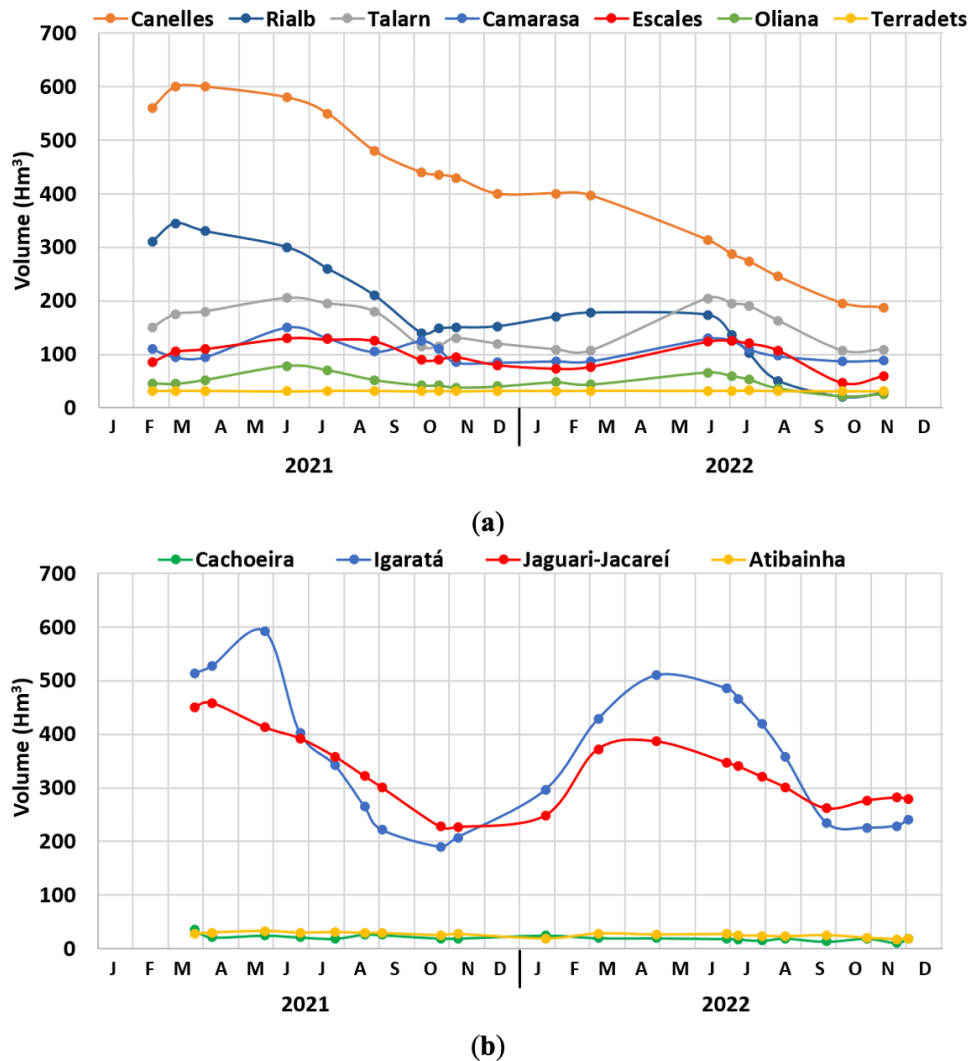 Canelles Rialb Talarn Camarasa Escales Oliana Terradets
700
600
500
400
300
200
100
0
Volume (Hm³)
J F M A M J J A S O N D J F M A M J J A S O N D
2021 2022
(a)
Cachoeira Igaratá Jaguari-Jacareí Atibainha
700
600
500
400
300
200
100
0
Volume (Hm³)
J F M A M J J A S O N D J F M A M J J A S O N D
2021 2022
(b)